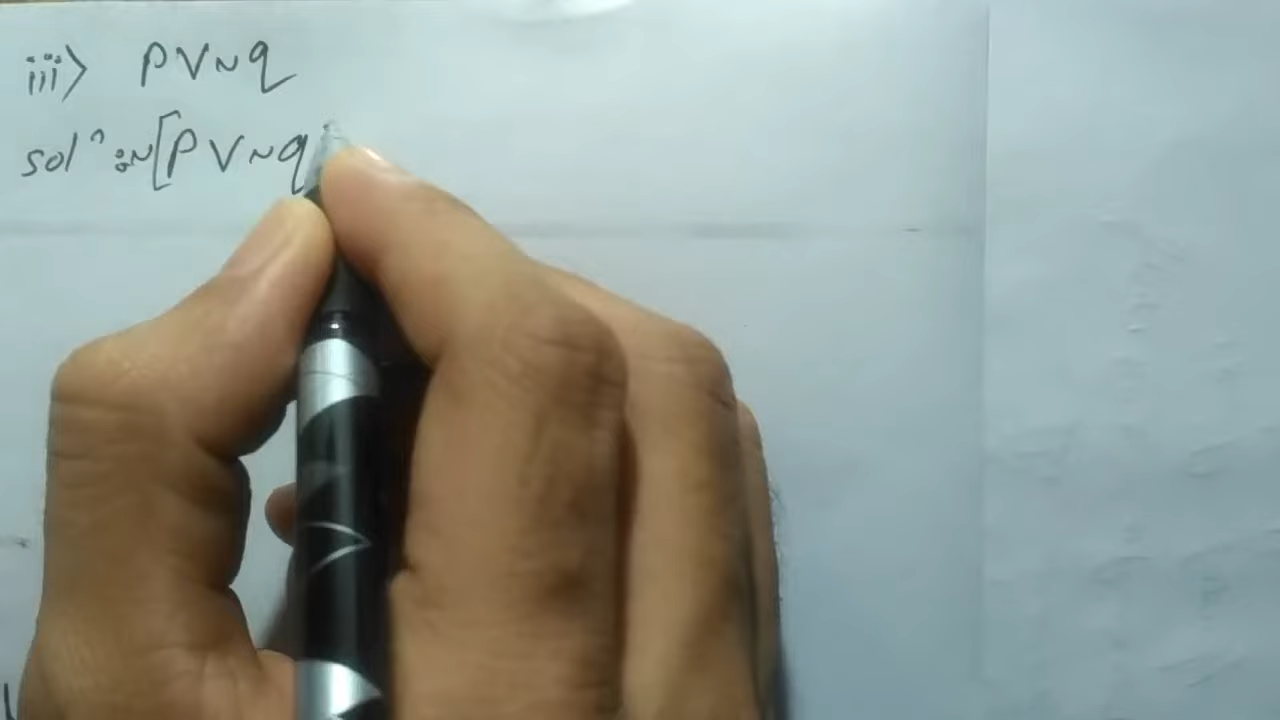 iii> p∨~q
solⁿ :~[p∨~q